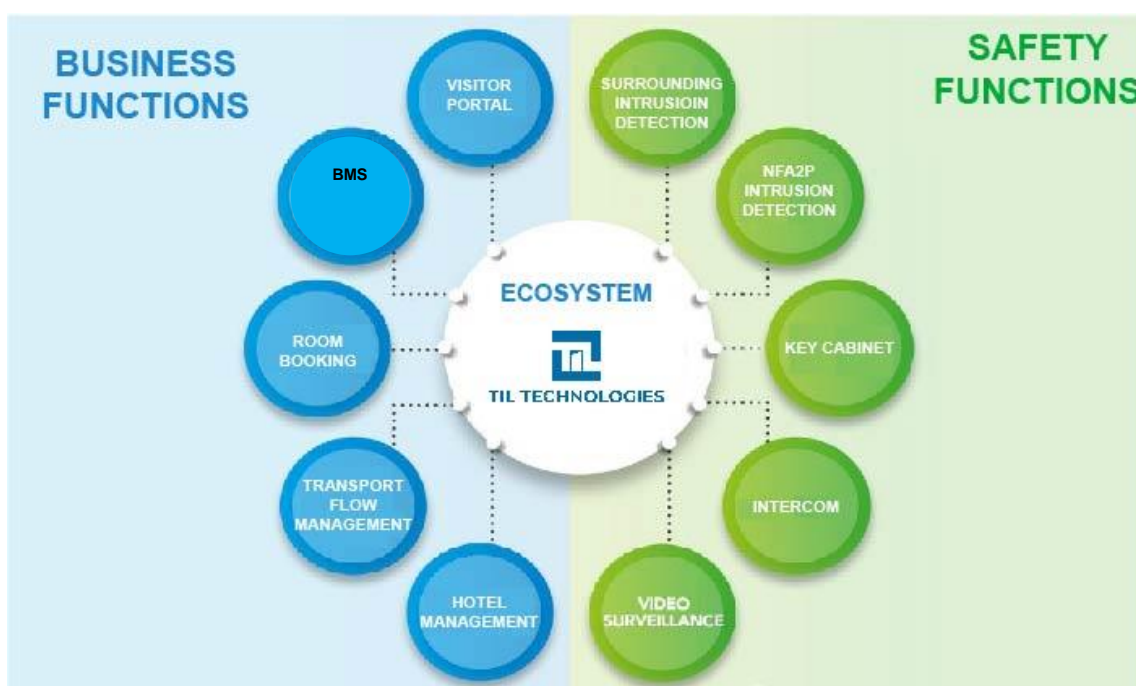 BUSINESS
FUNCTIONS
SAFETY
FUNCTIONS
VISITOR
PORTAL
SURROUNDING
INTRUSIOIN
DETECTION
BMS
NFA2P
INTRUSION
DETECTION
ECOSYSTEM
TIL TECHNOLOGIES
ROOM
BOOKING
KEY CABINET
TRANSPORT
FLOW
MANAGEMENT
INTERCOM
HOTEL
MANAGEMENT
VIDEO
SURVEILLANCE